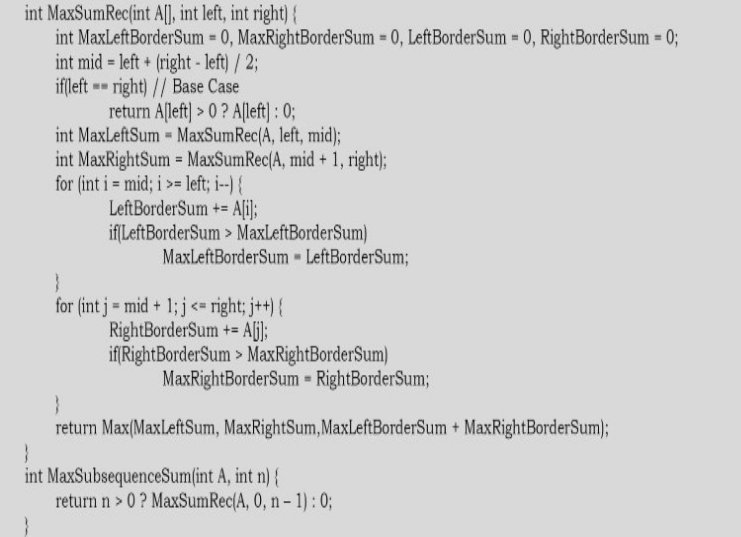 int MaxSumRec(int A[], int left, int right) {
int MaxLeftBorderSum = 0, MaxRightBorderSum = 0, LeftBorderSum = 0, RightBorderSum = 0;
int mid = left + (right - left) / 2;
if(left == right) // Base Case
return A[left] > 0 ? A[left] : 0;
int MaxLeftSum = MaxSumRec(A, left, mid);
int MaxRightSum = MaxSumRec(A, mid + 1, right);
for (int i = mid; i >= left; i--) {
LeftBorderSum += A[i];
if(LeftBorderSum > MaxLeftBorderSum)
MaxLeftBorderSum = LeftBorderSum;
}
for (int j = mid + 1; j <= right; j++) {
RightBorderSum += A[j];
if(RightBorderSum > MaxRightBorderSum)
MaxRightBorderSum = RightBorderSum;
}
return Max(MaxLeftSum, MaxRightSum,MaxLeftBorderSum + MaxRightBorderSum);
}
int MaxSubsequenceSum(int A, int n) {
return n > 0 ? MaxSumRec(A, 0, n – 1) : 0;
}